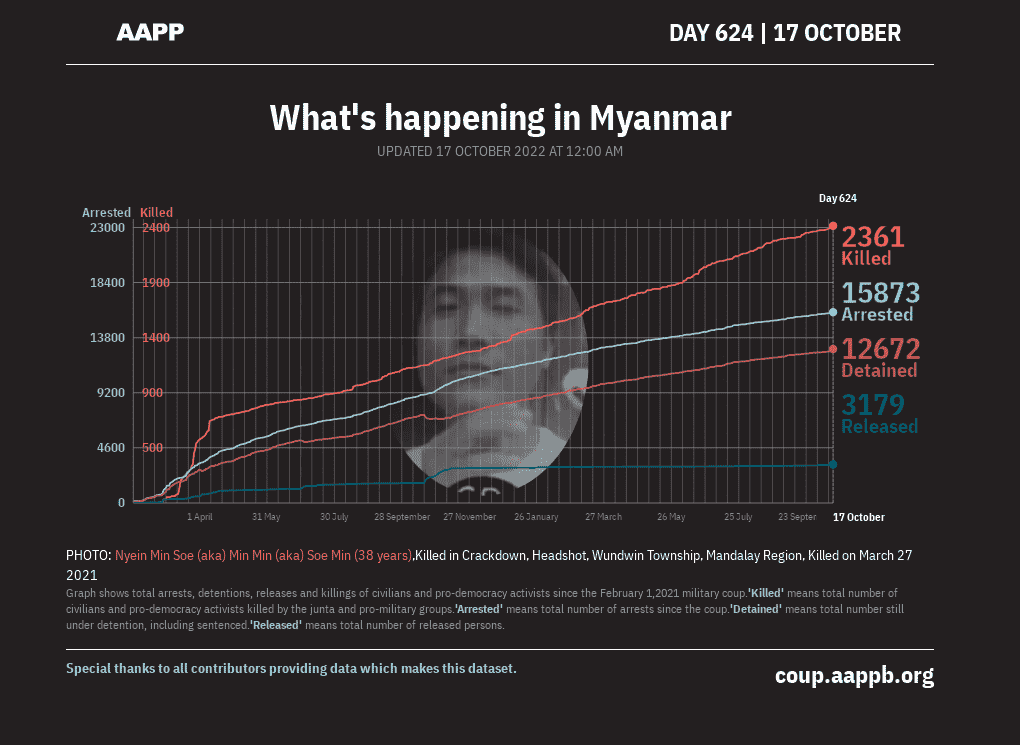 AAPP
DAY 624 | 17 OCTOBER
What's happening in Myanmar
UPDATED 17 OCTOBER 2022 AT 12:00 AM
Day 624
Arrested Killed
23000 2400
2361
Killed
18400 1900
15873
Arrested
13800 1400
12672
Detained
9200 900
3179
Released
4600 500
0
1 April 31 May 30 July 28 September 27 November 26 January 27 March 26 May 25 July 23 Septer 17 October
PHOTO: Nyein Min Soe (aka) Min Min (aka) Soe Min (38 years),Killed in Crackdown, Headshot, Wundwin Township, Mandalay Region, Killed on March 27
2021
Graph shows total arrests, detentions, releases and killings of civilians and pro-democracy activists since the February 1,2021 military coup.'Killed' means total number of
civilians and pro-democracy activists killed by the junta and pro-military groups.'Arrested' means total number of arrests since the coup.'Detained' means total number still
under detention, including sentenced.'Released' means total number of released persons.
Special thanks to all contributors providing data which makes this dataset.
coup.aappb.org